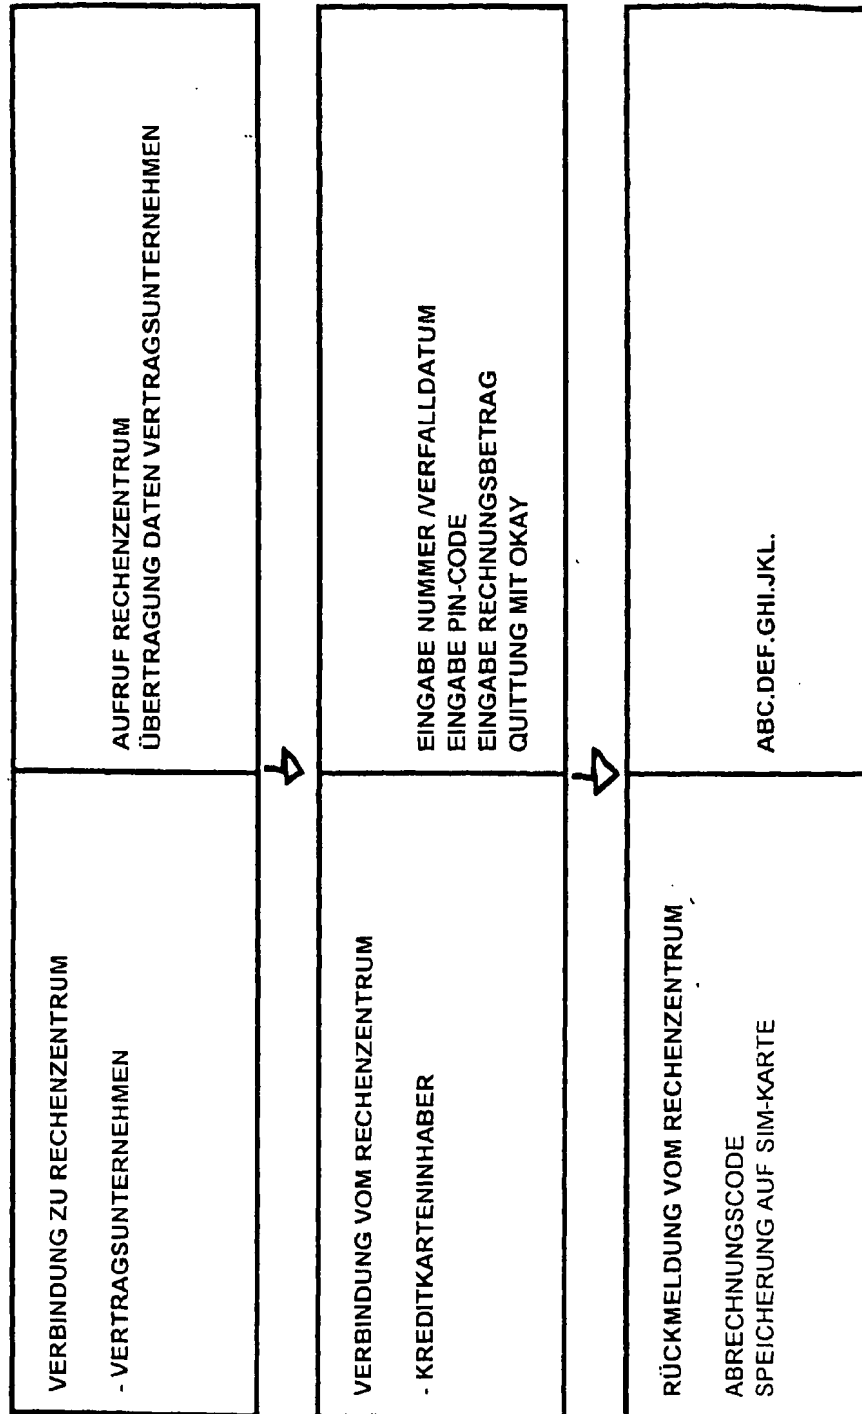 VERBINDUNG ZU RECHENZENTRUM
- VERTRAGSUNTERNEHMEN
AUFRUF RECHENZENTRUM
ÜBERTRAGUNG DATEN VERTRAGSUNTERNEHMEN
VERBINDUNG VOM RECHENZENTRUM
- KREDITKARTENINHABER
EINGABE NUMMER /VERFALLDATUM
EINGABE PIN-CODE
EINGABE RECHNUNGSBETRAG
QUITTUNG MIT OKAY
RÜCKMELDUNG VOM RECHENZENTRUM
ABRECHNUNGSCODE
SPEICHERUNG AUF SIM-KARTE
ABC.DEF.GHI.JKL.